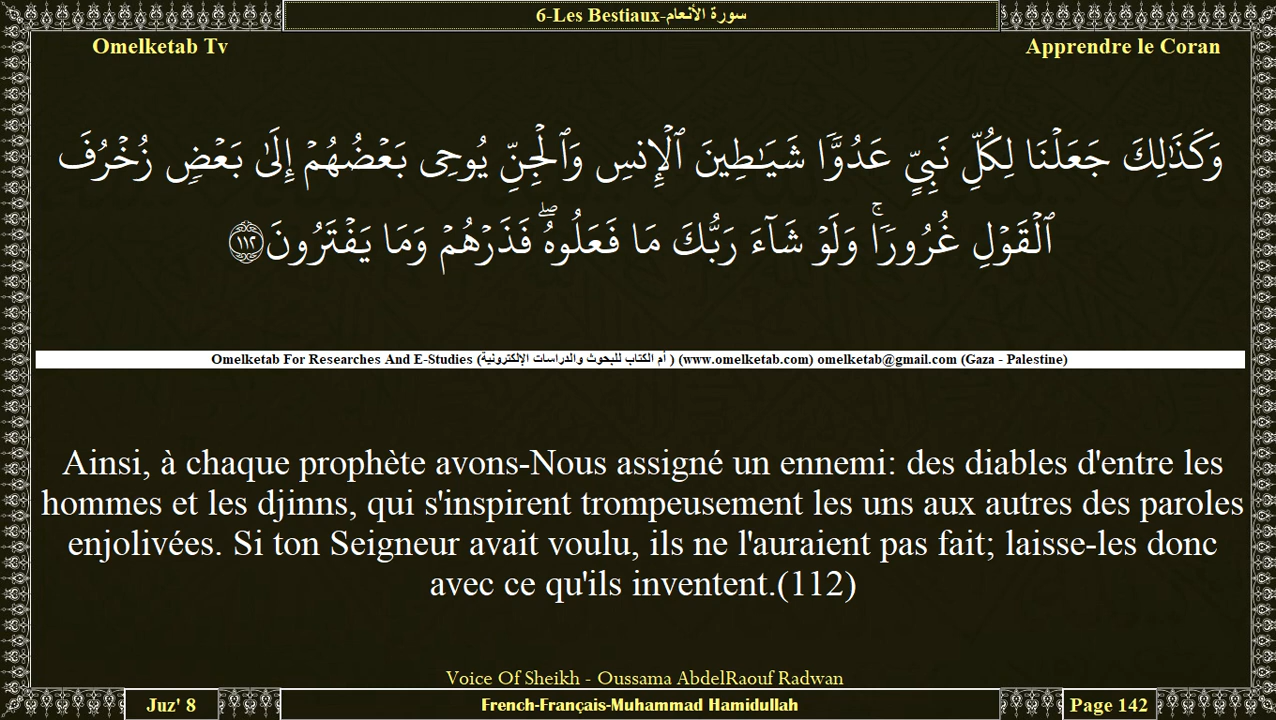 6-Les Bestiaux-سورة الأنعام
Omelketab Tv
Apprendre le Coran
وَكَذَٰلِكَ جَعَلْنَا لِكُلِّ نَبِيٍّ عَدُوًّا شَيَـٰطِينَ ٱلْإِنسِ وَٱلْجِنِّ يُوحِى بَعْضُهُمْ إِلَىٰ بَعْضٍ زُخْرُفَ
ٱلْقَوْلِ غُرُورًا ۚ وَلَوْ شَآءَ رَبُّكَ مَا فَعَلُوهُ ۖ فَذَرْهُمْ وَمَا يَفْتَرُونَ ١١٢
Omelketab For Researches And E-Studies (أم الكتاب للبحوث والدراسات الإلكترونية ) (www.omelketab.com) omelketab@gmail.com (Gaza - Palestine)
Ainsi, à chaque prophète avons-Nous assigné un ennemi: des diables d'entre les
hommes et les djinns, qui s'inspirent trompeusement les uns aux autres des paroles
enjolivées. Si ton Seigneur avait voulu, ils ne l'auraient pas fait; laisse-les donc
avec ce qu'ils inventent.(112)
Voice Of Sheikh - Oussama AbdelRaouf Radwan
Juz' 8
French-Français-Muhammad Hamidullah
Page 142